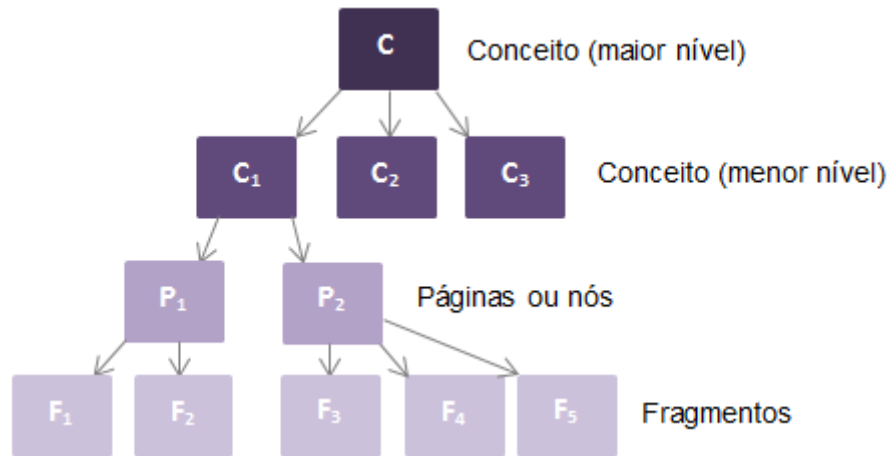 C Conceito (maior nível)
C₁ C₂ C₃ Conceito (menor nível)
P₁ P₂ Páginas ou nós
F₁ F₂ F₃ F₄ F₅ Fragmentos